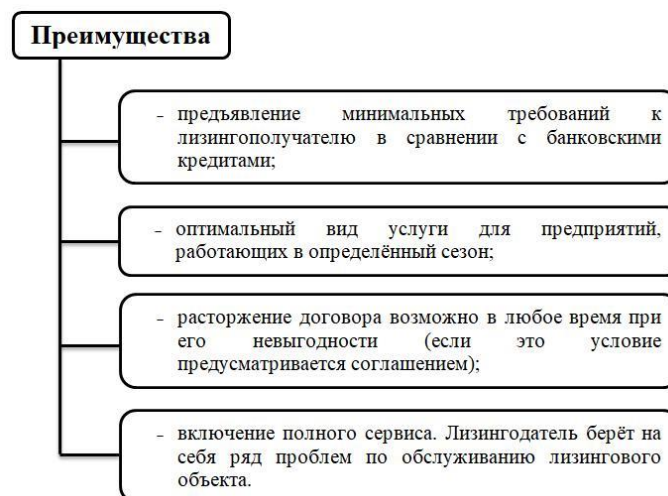 Преимущества
- предъявление минимальных требований к
лизингополучателю в сравнении с банковскими
кредитами;
- оптимальный вид услуги для предприятий,
работающих в определённый сезон;
- расторжение договора возможно в любое время при
его невыгодности (если это условие
предусматривается соглашением);
- включение полного сервиса. Лизингодатель берёт на
себя ряд проблем по обслуживанию лизингового
объекта.